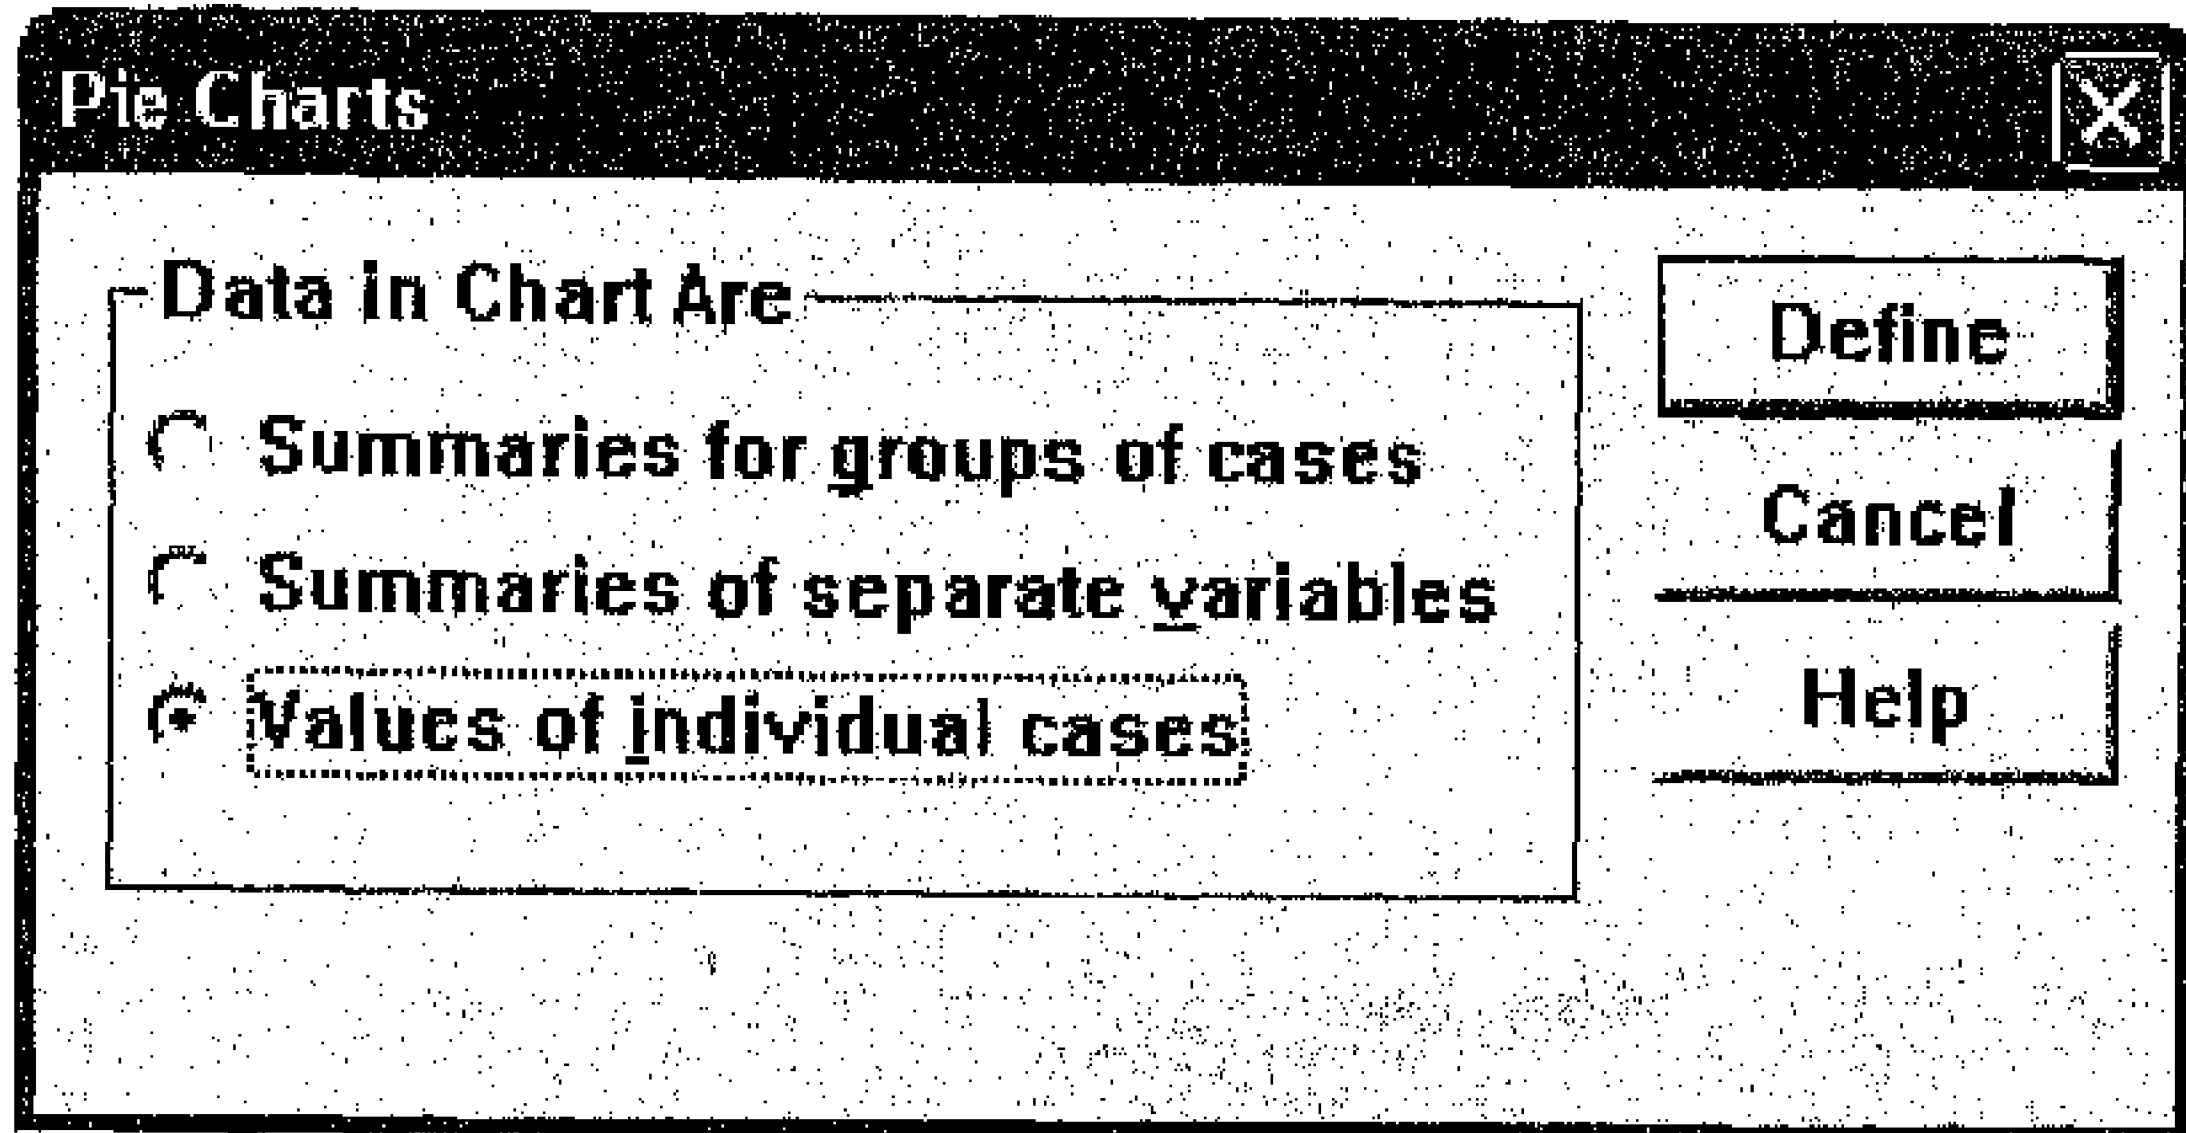 Pie Charts
Data in Chart Are
Summaries for groups of cases
Summaries of separate variables
Values of individual cases
Define
Cancel
Help